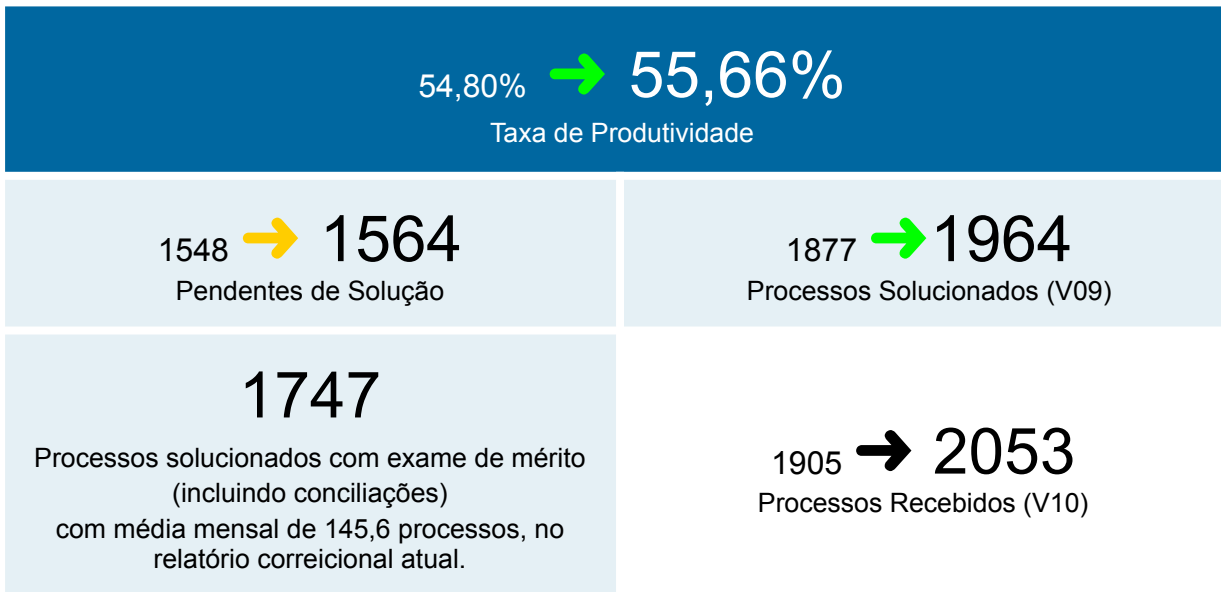 54,80% ➜ 55,66%
Taxa de Produtividade
1548 ➜ 1564
Pendentes de Solução
1877 ➜ 1964
Processos Solucionados (V09)
1747
Processos solucionados com exame de mérito
(incluindo conciliações)
com média mensal de 145,6 processos, no
relatório correicional atual.
1905 ➜ 2053
Processos Recebidos (V10)